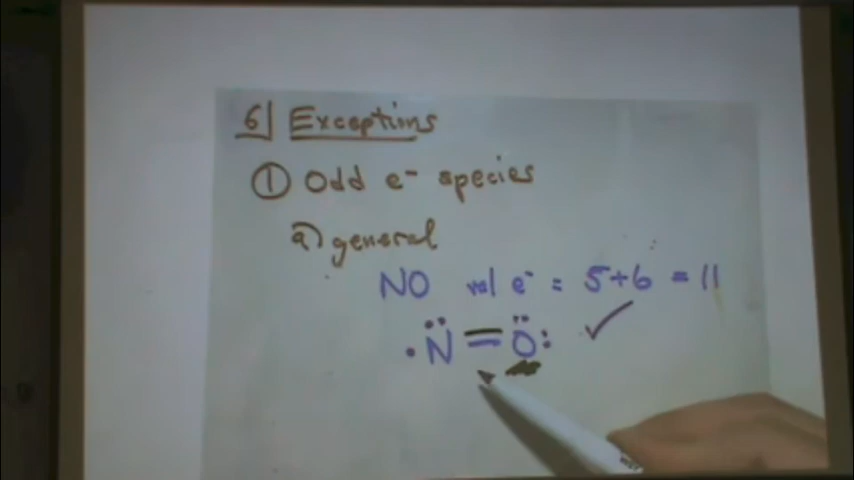 6| Exceptions
① Odd e⁻ species
a) general
NO val e⁻ = 5+6 = 11
N = O